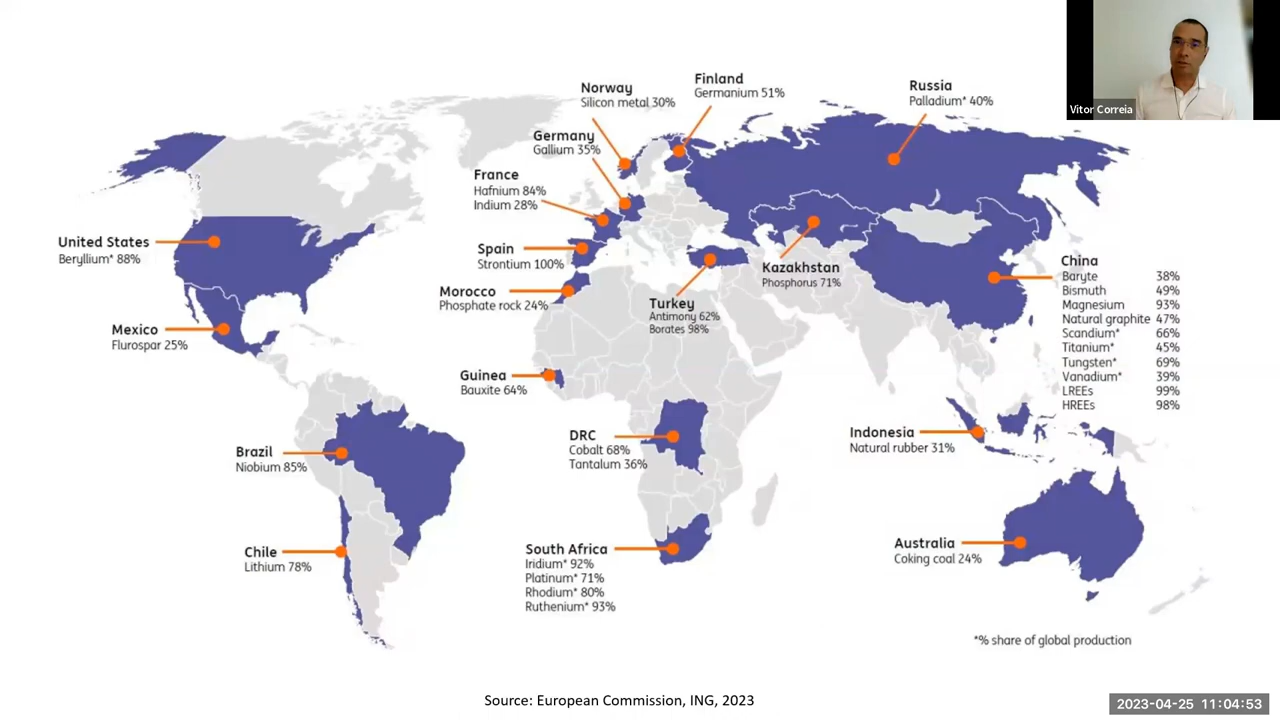 Vitor Correia
Norway
Silicon metal 30%
Finland
Germanium 51%
Russia
Palladium* 40%
Germany
Gallium 35%
France
Hafnium 84%
Indium 28%
United States
Beryllium* 88%
Spain
Strontium 100%
Kazakhstan
Phosphorus 71%
China
Baryte 38%
Bismuth 49%
Magnesium 93%
Natural graphite 47%
Scandium* 66%
Titanium* 45%
Tungsten* 69%
Vanadium* 39%
LREEs 99%
HREEs 98%
Morocco
Phosphate rock 24%
Turkey
Antimony 62%
Borates 98%
Mexico
Flurospar 25%
Guinea
Bauxite 64%
DRC
Cobalt 68%
Tantalum 36%
Indonesia
Natural rubber 31%
Brazil
Niobium 85%
Chile
Lithium 78%
South Africa
Iridium* 92%
Platinum* 71%
Rhodium* 80%
Ruthenium* 93%
Australia
Coking coal 24%
*% share of global production
Source: European Commission, ING, 2023
2023-04-25 11:04:53